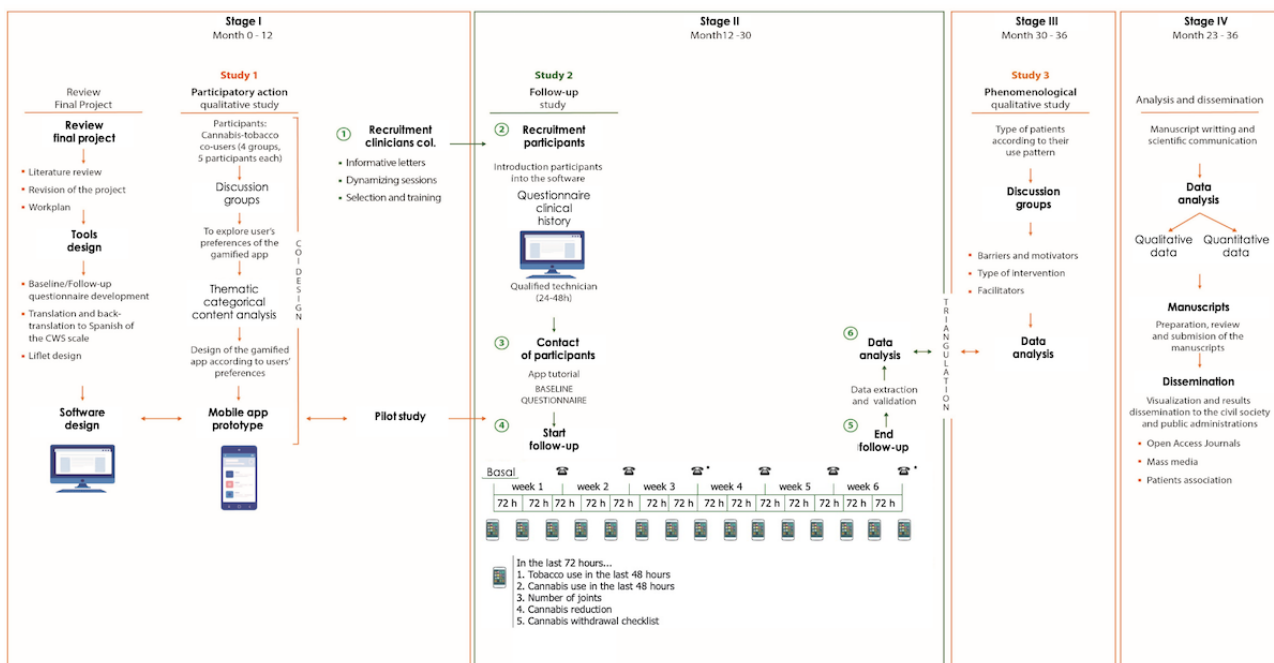 Stage I
Month 0 - 12
Review
Final Project
Review
final project
Literature review
Revision of the project
Workplan
Tools
design
Baseline/Follow-up
questionnaire development
Translation and back-
translation to Spanish of
the CWS scale
Liflet design
Software
design
Study 1
Participatory action
qualitative study
Participants:
Cannabis-tobacco
co-users (4 groups,
5 participants each)
Discussion
groups
To explore user's
preferences of the
gamified app
Thematic
categorical
content analysis
Design of the gamified
app according to users'
preferences
Mobile app
prototype
CO|DESIGN
1 Recruitment
clinicians col.
Informative letters
Dynamizing sessions
Selection and training
Pilot study
Stage II
Month12 -30
Study 2
Follow-up
study
2 Recruitment
participants
Introduction participants
into the software
Questionnaire
clinical
history
Qualified technician
(24-48h)
3 Contact
of participants
App tutorial
BASELINE
QUESTIONNAIRE
4 Start
follow-up
6 Data
analysis
Data extraction
and validation
5 End
follow-up
Basal
* *
week 1 week 2 week 3 week 4 week 5 week 6
72 h 72 h 72 h 72 h 72 h 72 h 72 h 72 h 72 h 72 h 72 h 72 h 72 h 72 h
In the last 72 hours...
1. Tobacco use in the last 48 hours
2. Cannabis use in the last 48 hours
3. Number of joints
4. Cannabis reduction
5. Cannabis withdrawal checklist
TRIANGULATION
Stage III
Month 30 - 36
Study 3
Phenomenological
qualitative study
Type of patients
according to their
use pattern
Discussion
groups
Barriers and motivators
Type of intervention
Facilitators
Data
analysis
Stage IV
Month 23 - 36
Analysis and dissemination
Manuscript writting and
scientific communication
Data
analysis
Qualitative
data
Quantitative
data
Manuscripts
Preparation, review
and submision of the
manuscripts
Dissemination
Visualization and results
dissemination to the civil society
and public administrations
Open Access Journals
Mass media
Patients association